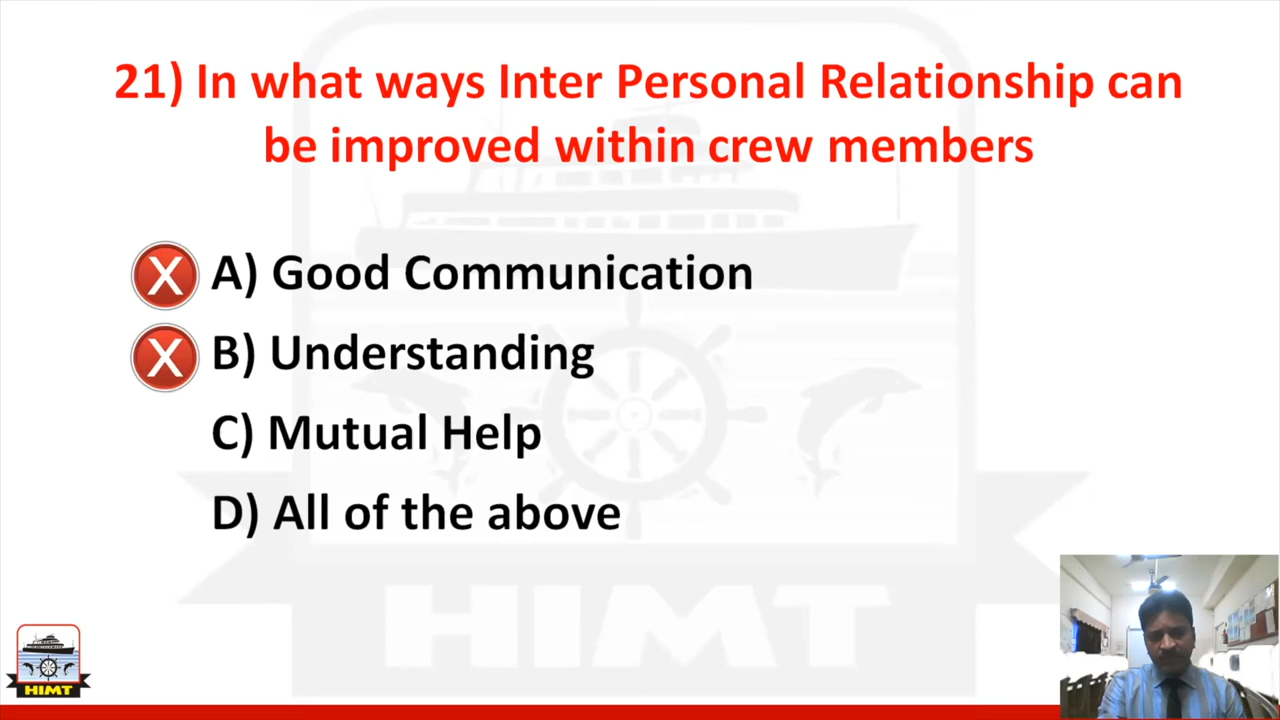 21) In what ways Inter Personal Relationship can
be improved within crew members
X A) Good Communication
X B) Understanding
C) Mutual Help
D) All of the above
HIMT
HIMT